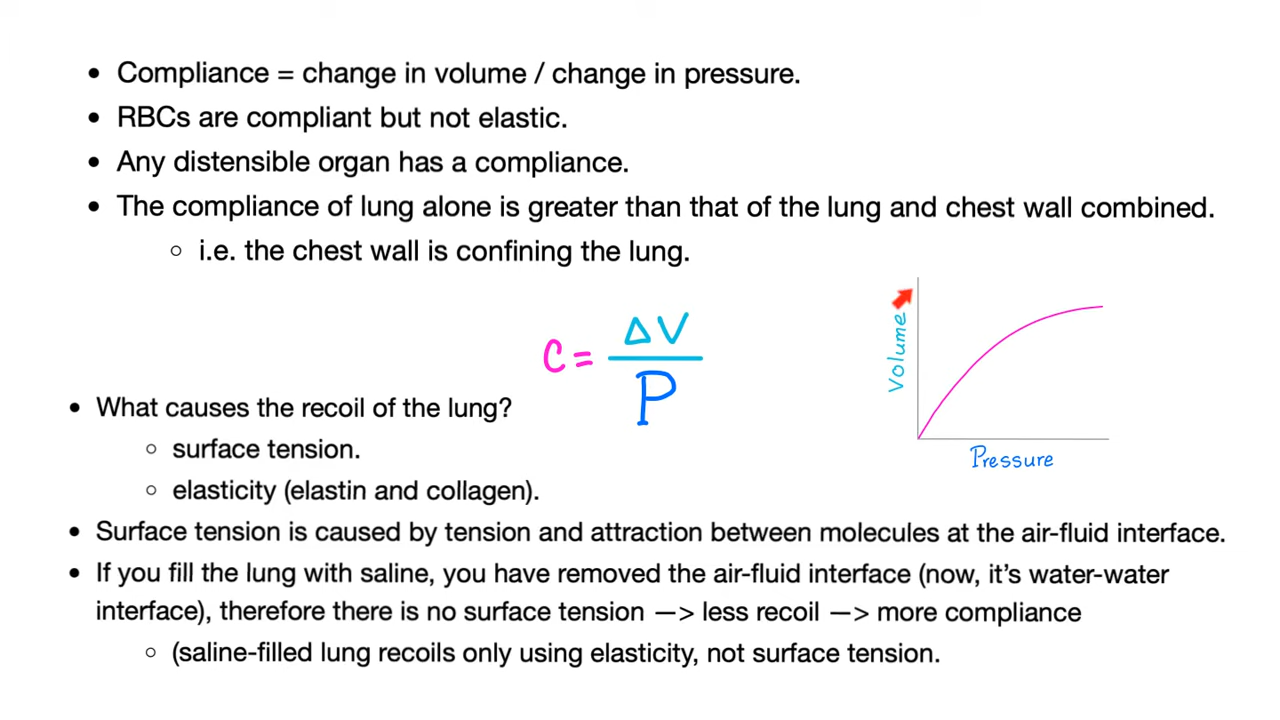 • Compliance = change in volume / change in pressure.
• RBCs are compliant but not elastic.
• Any distensible organ has a compliance.
• The compliance of lung alone is greater than that of the lung and chest wall combined.
○ i.e. the chest wall is confining the lung.
C = ΔV / P
Volume
Pressure
• What causes the recoil of the lung?
○ surface tension.
○ elasticity (elastin and collagen).
• Surface tension is caused by tension and attraction between molecules at the air-fluid interface.
• If you fill the lung with saline, you have removed the air-fluid interface (now, it's water-water
interface), therefore there is no surface tension —> less recoil —> more compliance
○ (saline-filled lung recoils only using elasticity, not surface tension.